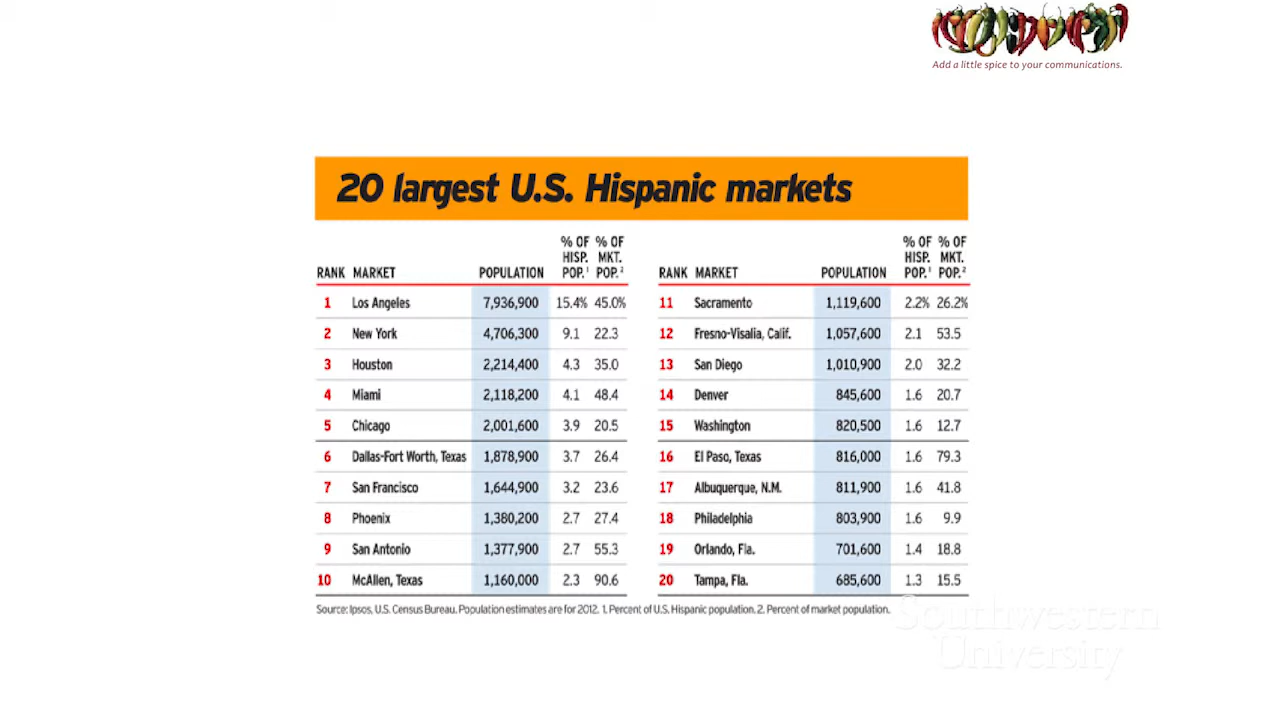 Add a little spice to your communications.
20 largest U.S. Hispanic markets
RANK MARKET POPULATION % OF HISP. POP.¹ % OF MKT. POP.²
1 Los Angeles 7,936,900 15.4% 45.0%
2 New York 4,706,300 9.1 22.3
3 Houston 2,214,400 4.3 35.0
4 Miami 2,118,200 4.1 48.4
5 Chicago 2,001,600 3.9 20.5
6 Dallas-Fort Worth, Texas 1,878,900 3.7 26.4
7 San Francisco 1,644,900 3.2 23.6
8 Phoenix 1,380,200 2.7 27.4
9 San Antonio 1,377,900 2.7 55.3
10 McAllen, Texas 1,160,000 2.3 90.6
RANK MARKET POPULATION % OF HISP. POP.¹ % OF MKT. POP.²
11 Sacramento 1,119,600 2.2% 26.2%
12 Fresno-Visalia, Calif. 1,057,600 2.1 53.5
13 San Diego 1,010,900 2.0 32.2
14 Denver 845,600 1.6 20.7
15 Washington 820,500 1.6 12.7
16 El Paso, Texas 816,000 1.6 79.3
17 Albuquerque, N.M. 811,900 1.6 41.8
18 Philadelphia 803,900 1.6 9.9
19 Orlando, Fla. 701,600 1.4 18.8
20 Tampa, Fla. 685,600 1.3 15.5
Source: Ipsos, U.S. Census Bureau. Population estimates are for 2012. 1. Percent of U.S. Hispanic population. 2. Percent of market population.
Southwestern
University